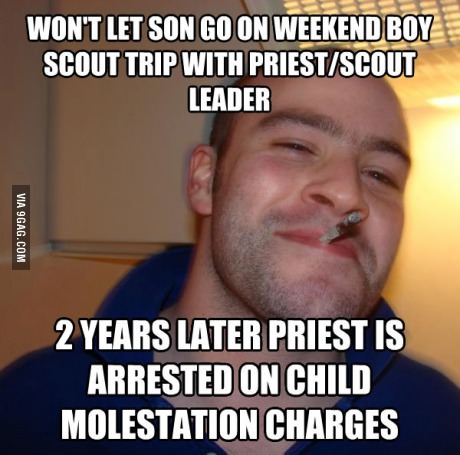 WON'T LET SON GO ON WEEKEND BOY
SCOUT TRIP WITH PRIEST/SCOUT
LEADER
VIA 9GAG.COM
2 YEARS LATER PRIEST IS
ARRESTED ON CHILD
MOLESTATION CHARGES